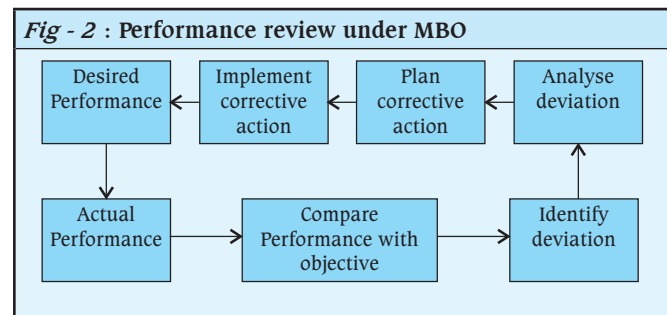 Fig - 2 : Performance review under MBO
Desired
Performance
Implement
corrective
action
Plan
corrective
action
Analyse
deviation
Actual
Performance
Compare
Performance with
objective
Identify
deviation